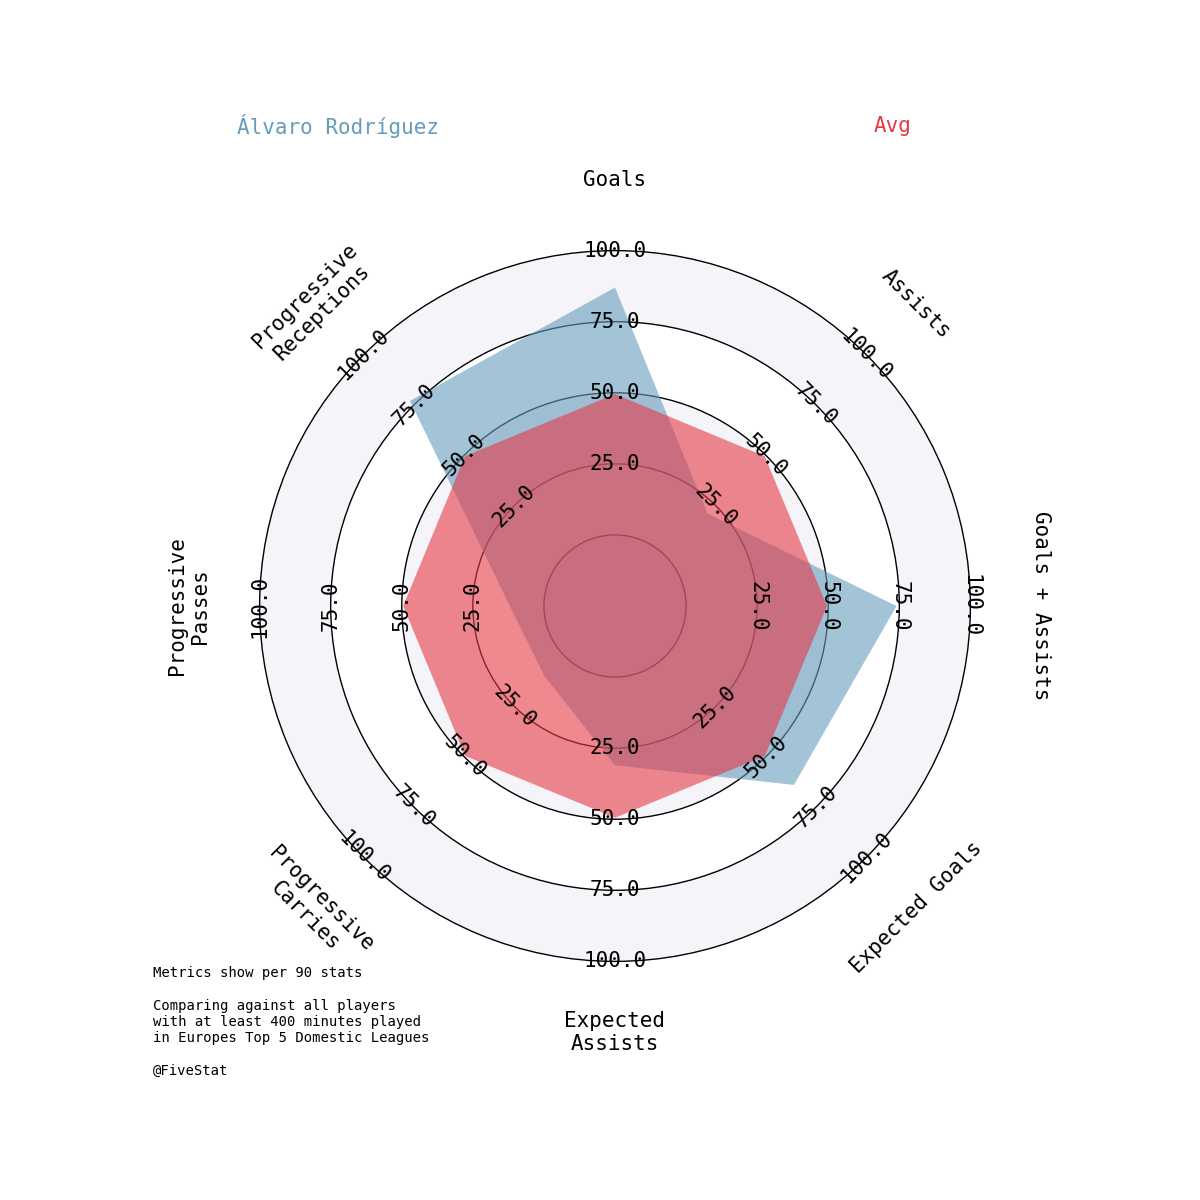 Álvaro Rodríguez
Avg
Goals
100.0
75.0
50.0
25.0
Assists
100.0
75.0
50.0
25.0
Goals + Assists
100.0
75.0
50.0
25.0
Expected Goals
100.0
75.0
50.0
25.0
Expected
Assists
100.0
75.0
50.0
25.0
Progressive
Carries
100.0
75.0
50.0
25.0
Progressive
Passes
100.0
75.0
50.0
25.0
Progressive
Receptions
100.0
75.0
50.0
25.0
Metrics show per 90 stats
Comparing against all players
with at least 400 minutes played
in Europes Top 5 Domestic Leagues
@FiveStat